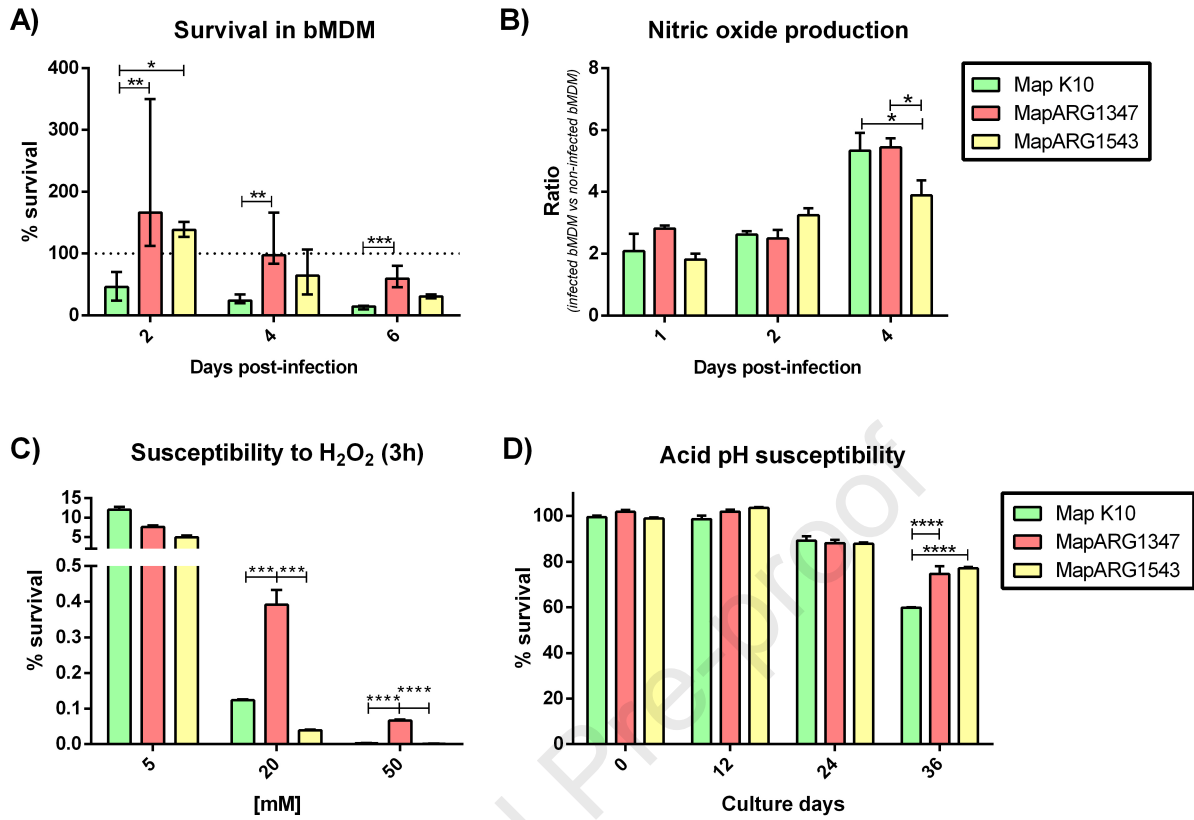 A)
Survival in bMDM
% survival
400
300
200
100
0
*
**
**
***
2
4
6
Days post-infection
B)
Nitric oxide production
Ratio
(infected bMDM vs non-infected bMDM)
8
6
4
2
0
*
*
1
2
4
Days post-infection
Map K10
MapARG1347
MapARG1543
C)
Susceptibility to H₂O₂ (3h)
% survival
15
10
5
0.5
0.4
0.3
0.2
0.1
0.0
*** ***
**** ****
5
20
50
[mM]
D)
Acid pH susceptibility
% survival
100
80
60
40
20
0
****
****
0
12
24
36
Culture days
Map K10
MapARG1347
MapARG1543
Pre-proof